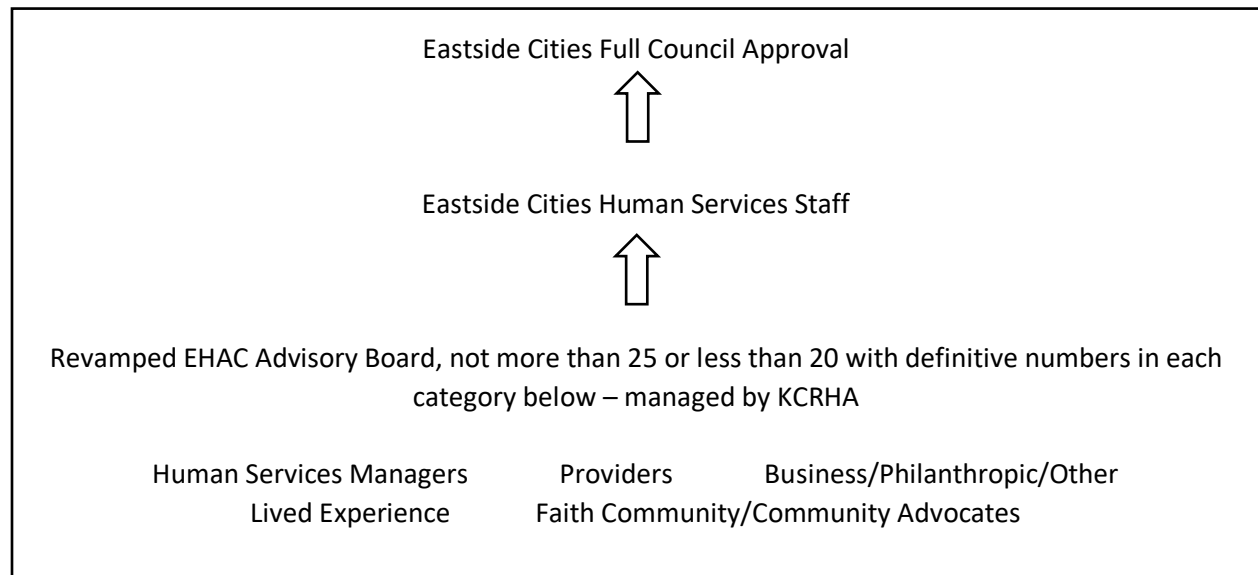 Eastside Cities Full Council Approval
Eastside Cities Human Services Staff
Revamped EHAC Advisory Board, not more than 25 or less than 20 with definitive numbers in each
category below – managed by KCRHA
Human Services Managers Providers Business/Philanthropic/Other
Lived Experience Faith Community/Community Advocates